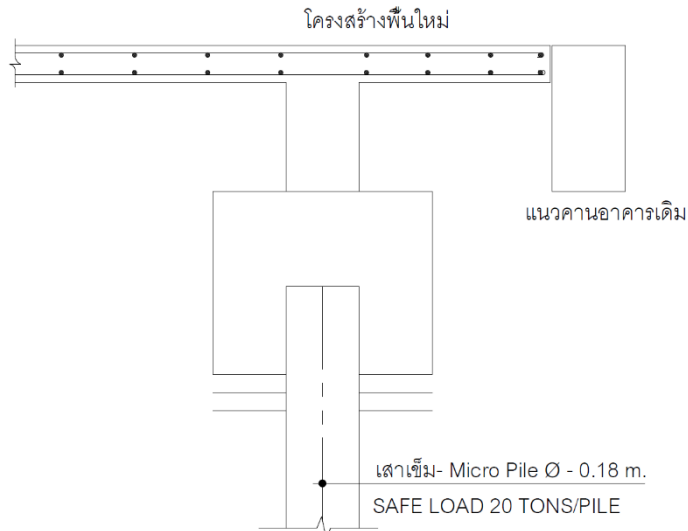 โครงสร้างพื้นใหม่
แนวคานอาคารเดิม
เสาเข็ม- Micro Pile Ø - 0.18 m.
SAFE LOAD 20 TONS/PILE